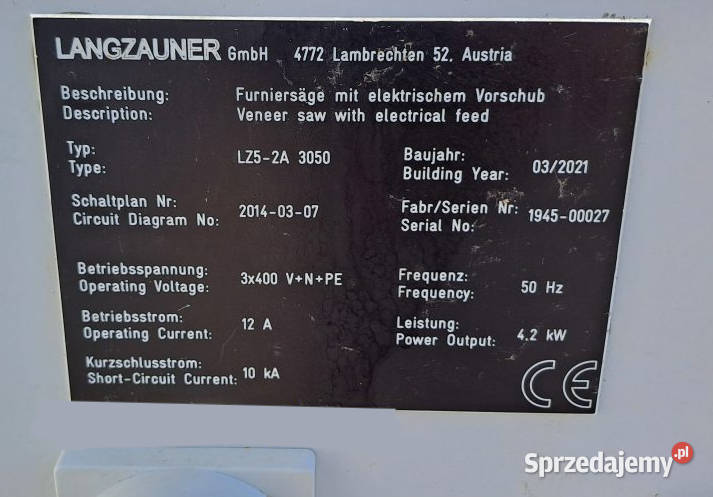 LANGZAUNER GmbH 4772 Lambrechten 52, Austria
Beschreibung: Furniersäge mit elektrischem Vorschub
Description: Veneer saw with electrical feed
Typ:
Type: LZ5-2A 3050
Baujahr:
Building Year: 03/2021
Schaltplan Nr:
Circuit Diagram No: 2014-03-07
Fabr/Serien Nr:
Serial No: 1945-00027
Betriebsspannung:
Operating Voltage: 3x400 V+N+PE
Frequenz:
Frequency: 50 Hz
Betriebsstrom:
Operating Current: 12 A
Leistung:
Power Output: 4.2 kW
Kurzschlusstrom:
Short-Circuit Current: 10 kA
CE
Sprzedajemy.pl